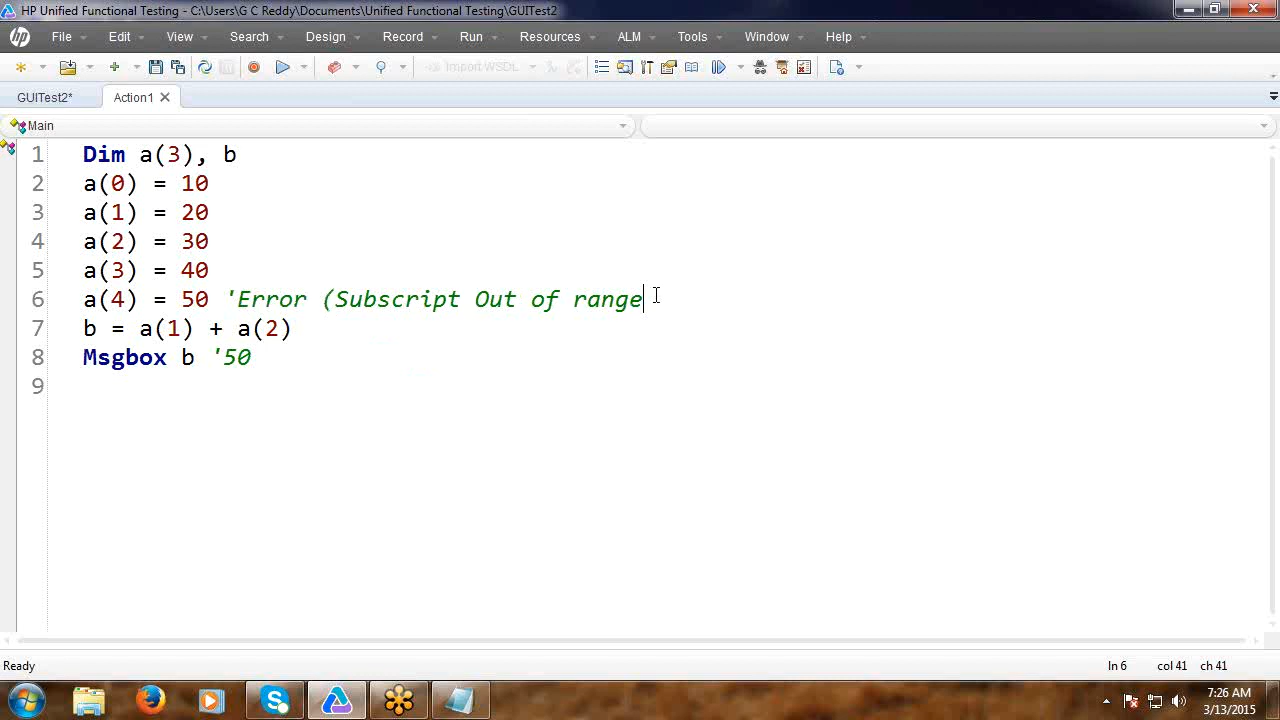 HP Unified Functional Testing - C:\Users\G C Reddy\Documents\Unified Functional Testing\GUITest2
hp File Edit View Search Design Record Run Resources ALM Tools Window Help
Import WSDL
GUITest2* Action1
Main
1 Dim a(3), b
2 a(0) = 10
3 a(1) = 20
4 a(2) = 30
5 a(3) = 40
6 a(4) = 50 'Error (Subscript Out of range
7 b = a(1) + a(2)
8 Msgbox b '50
9
Ready ln 6 col 41 ch 41
7:26 AM
3/13/2015